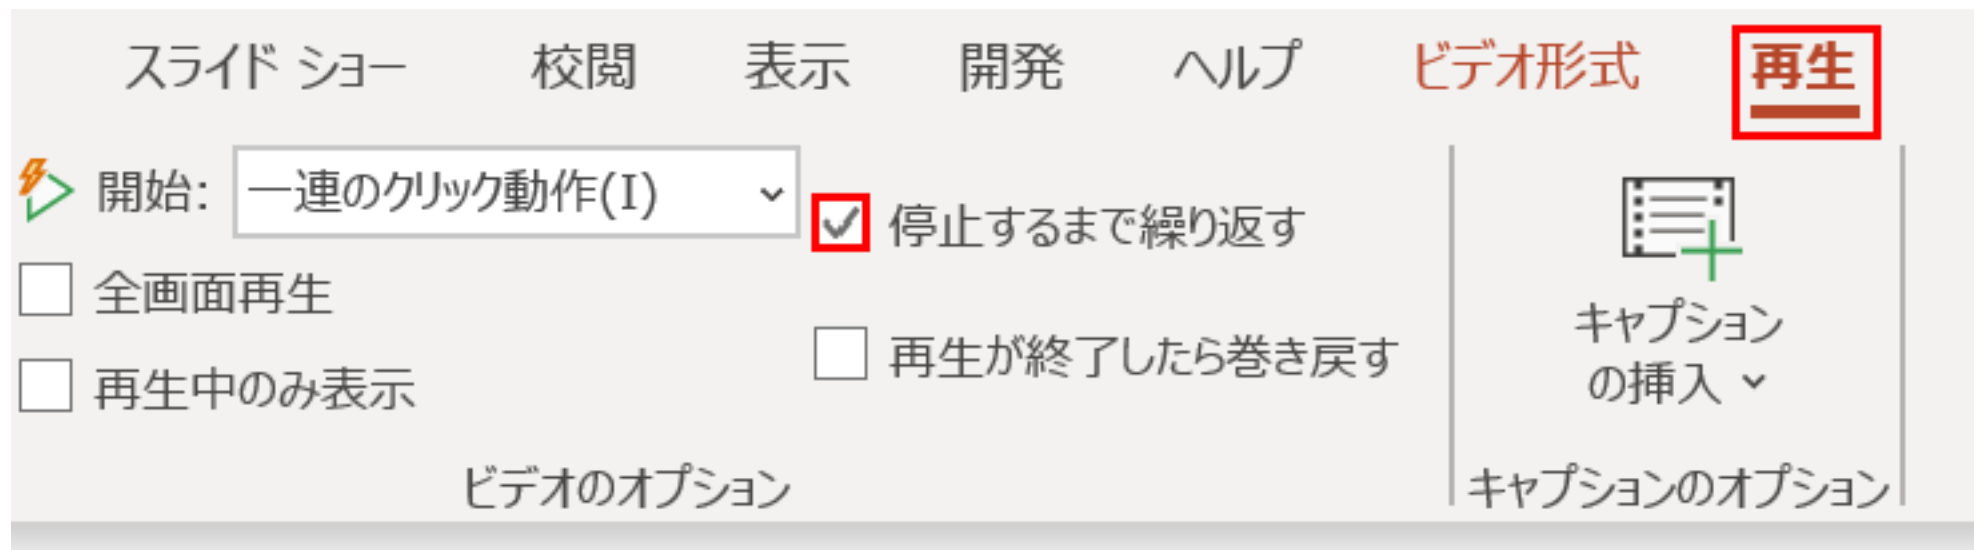 スライド ショー 校閲 表示 開発 ヘルプ ビデオ形式 再生
開始: 一連のクリック動作(I)
停止するまで繰り返す
全画面再生
再生が終了したら巻き戻す
再生中のみ表示
ビデオのオプション
キャプション
の挿入
キャプションのオプション